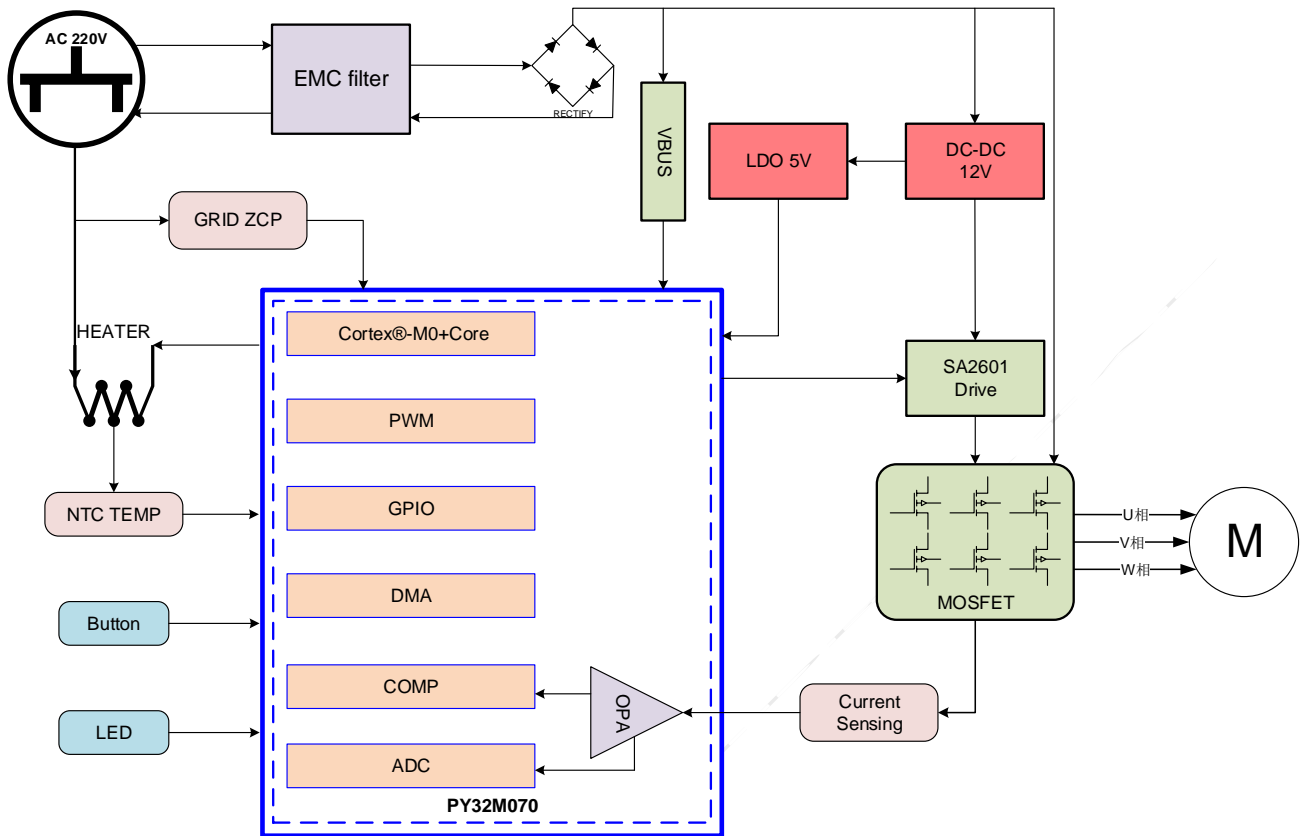 AC 220V
EMC filter
RECTIFY
VBUS
LDO 5V
DC-DC
12V
GRID ZCP
HEATER
Cortex®-M0+Core
SA2601
Drive
PWM
NTC TEMP
GPIO
U相
V相
W相
M
MOSFET
DMA
Button
COMP
OPA
Current
Sensing
LED
ADC
PY32M070